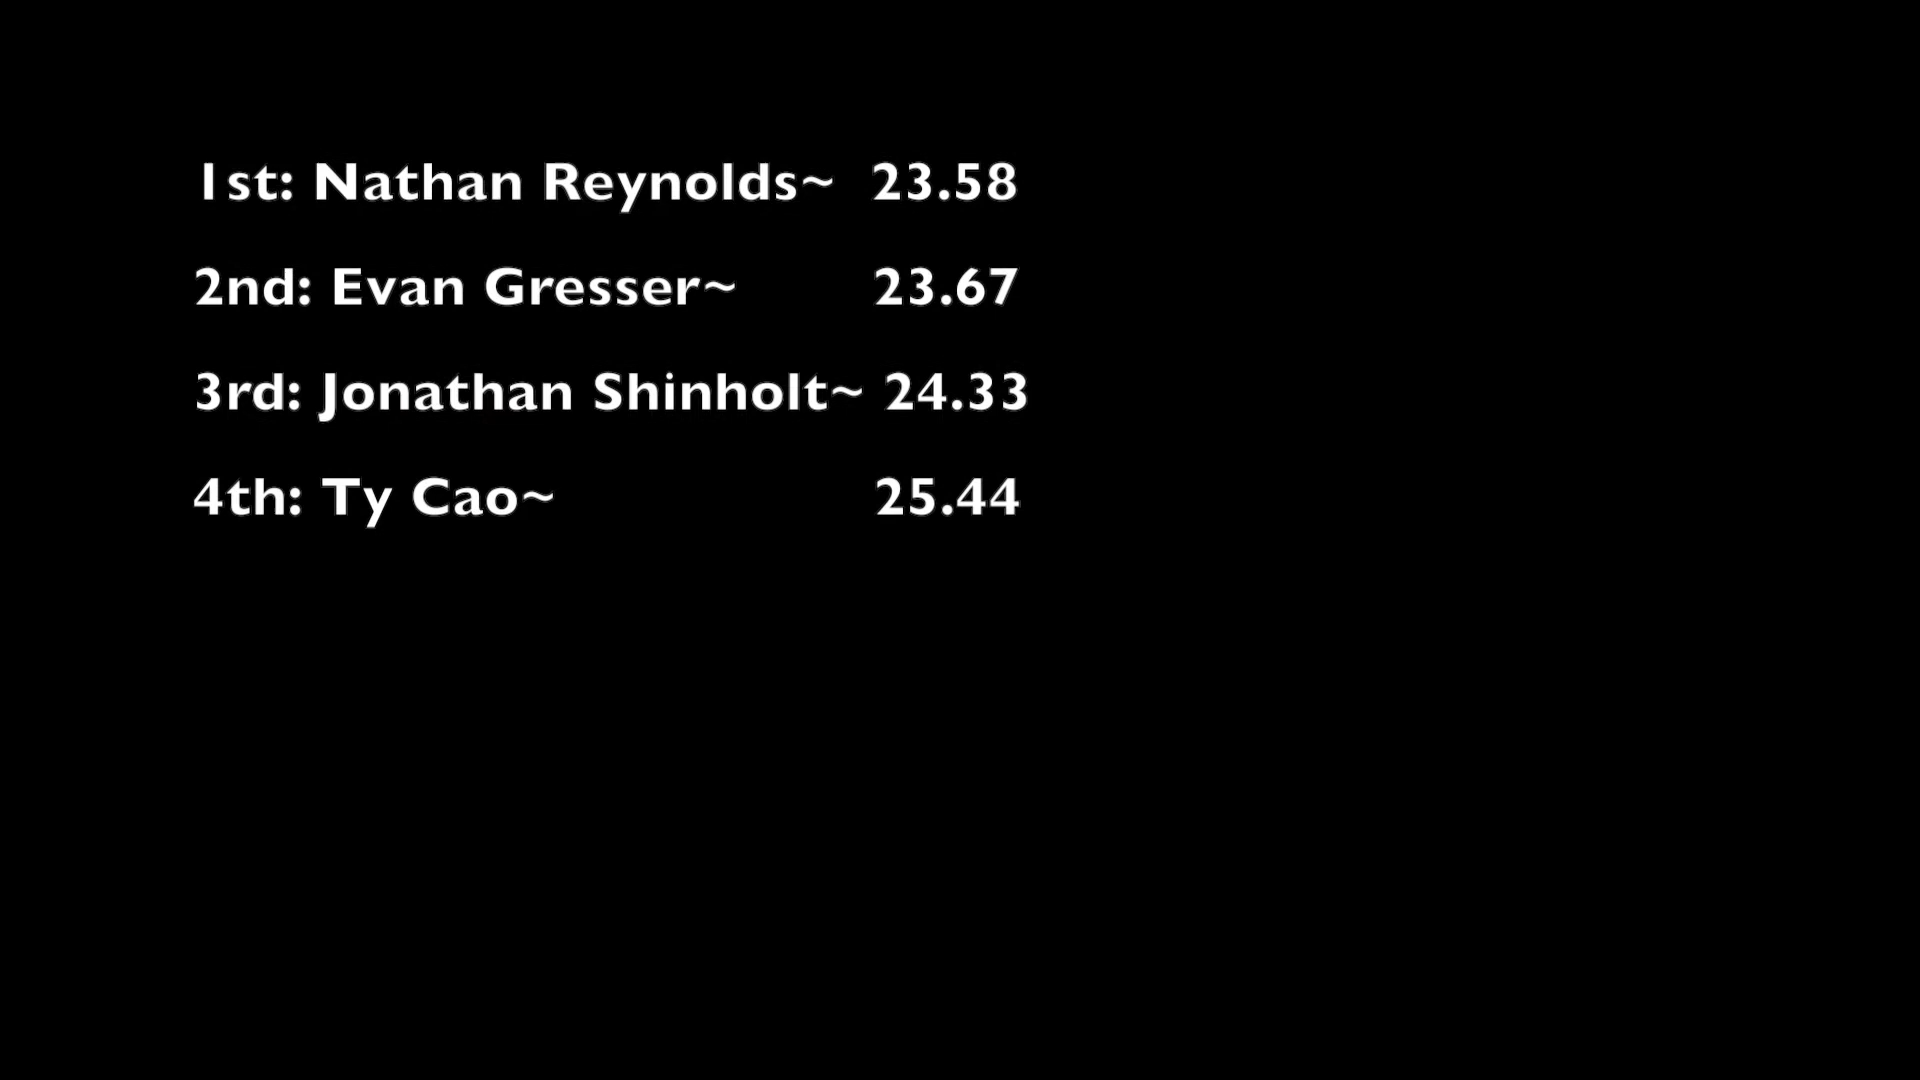 1st: Nathan Reynolds~ 23.58
2nd: Evan Gresser~ 23.67
3rd: Jonathan Shinholt~ 24.33
4th: Ty Cao~ 25.44